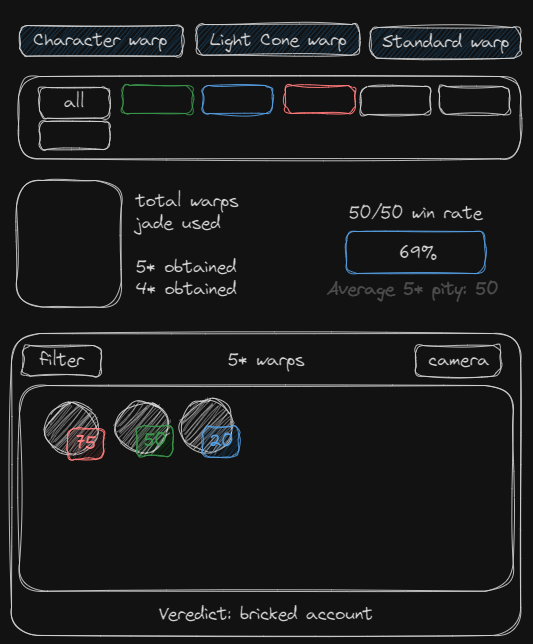 Character warp
Light Cone warp
Standard warp
all
total warps
jade used
5* obtained
4* obtained
50/50 win rate
69%
Average 5* pity: 50
filter
5* warps
camera
75
50
20
Veredict: bricked account